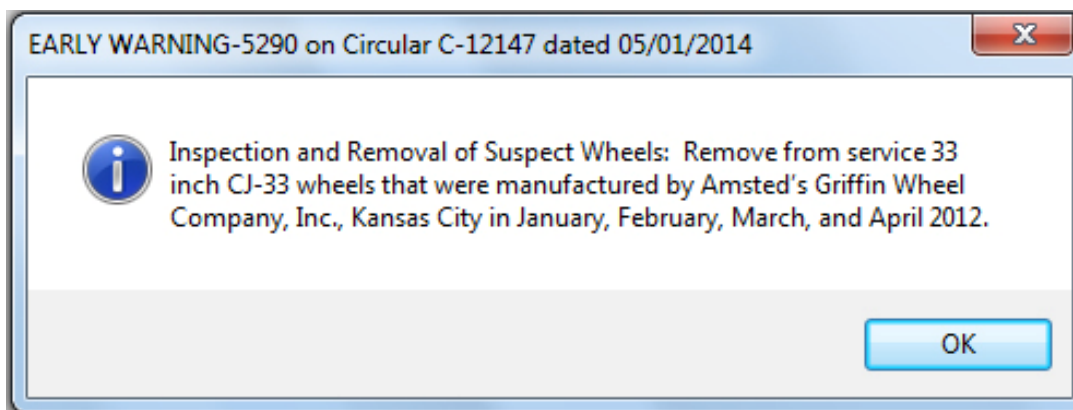 EARLY WARNING-5290 on Circular C-12147 dated 05/01/2014
Inspection and Removal of Suspect Wheels:  Remove from service 33
inch CJ-33 wheels that were manufactured by Amsted's Griffin Wheel
Company, Inc., Kansas City in January, February, March, and April 2012.
OK